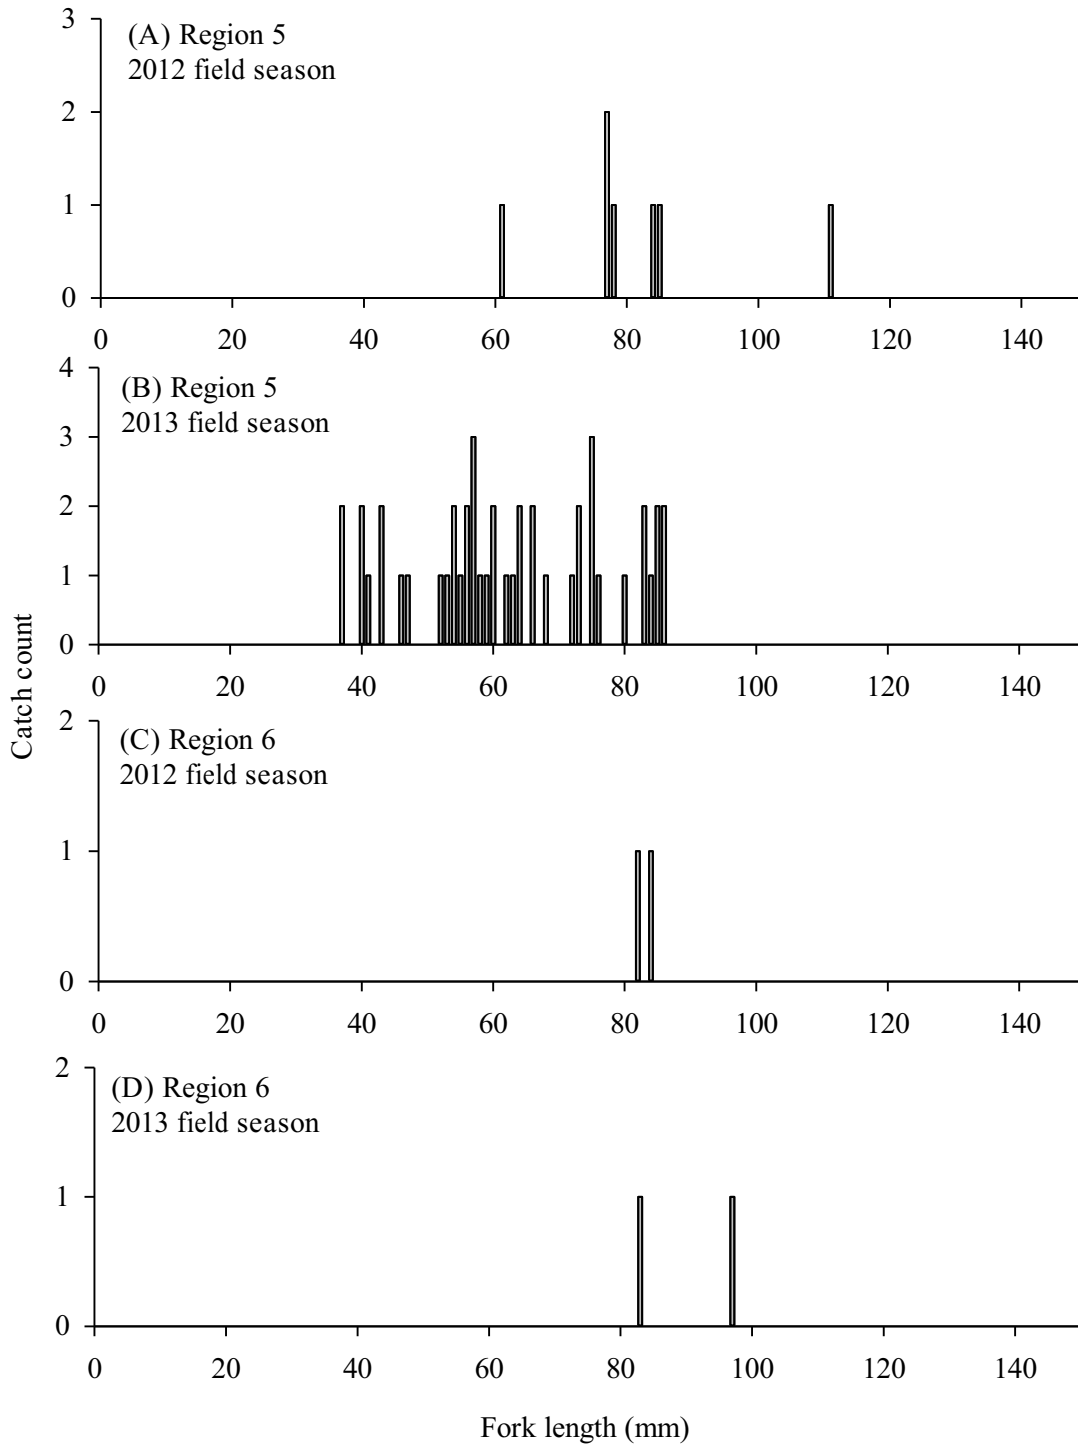 3
(A) Region 5
2012 field season
2
1
0
0 20 40 60 80 100 120 140
4
(B) Region 5
2013 field season
3
2
1
0
0 20 40 60 80 100 120 140
Catch count
2
(C) Region 6
2012 field season
1
0
0 20 40 60 80 100 120 140
2
(D) Region 6
2013 field season
1
0
0 20 40 60 80 100 120 140
Fork length (mm)